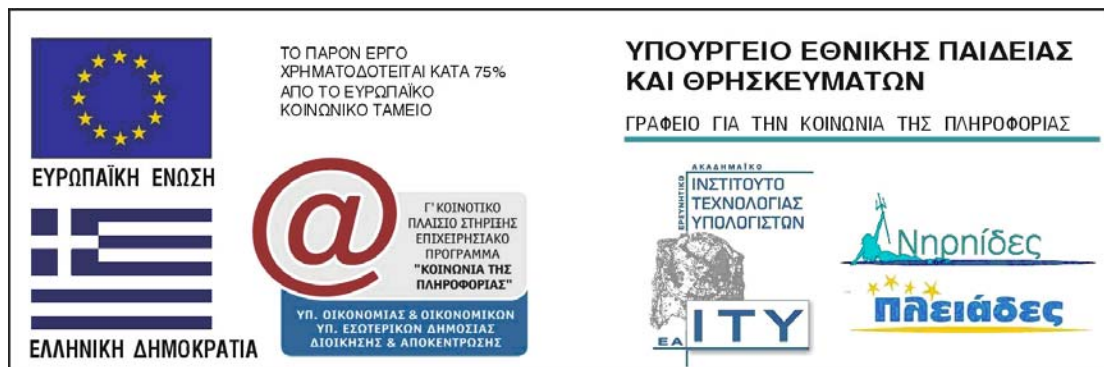 ΕΥΡΩΠΑΪΚΗ ΕΝΩΣΗ
ΕΛΛΗΝΙΚΗ ΔΗΜΟΚΡΑΤΙΑ
ΤΟ ΠΑΡΟΝ ΕΡΓΟ
ΧΡΗΜΑΤΟΔΟΤΕΙΤΑΙ ΚΑΤΑ 75%
ΑΠΟ ΤΟ ΕΥΡΩΠΑΪΚΟ
ΚΟΙΝΩΝΙΚΟ ΤΑΜΕΙΟ
@
Γ' ΚΟΙΝΟΤΙΚΟ
ΠΛΑΙΣΙΟ ΣΤΗΡΙΞΗΣ
ΕΠΙΧΕΙΡΗΣΙΑΚΟ
ΠΡΟΓΡΑΜΜΑ
"ΚΟΙΝΩΝΙΑ ΤΗΣ
ΠΛΗΡΟΦΟΡΙΑΣ"
ΥΠ. ΟΙΚΟΝΟΜΙΑΣ & ΟΙΚΟΝΟΜΙΚΩΝ
ΥΠ. ΕΣΩΤΕΡΙΚΩΝ ΔΗΜΟΣΙΑΣ
ΔΙΟΙΚΗΣΗΣ & ΑΠΟΚΕΝΤΡΩΣΗΣ
ΥΠΟΥΡΓΕΙΟ ΕΘΝΙΚΗΣ ΠΑΙΔΕΙΑΣ
ΚΑΙ ΘΡΗΣΚΕΥΜΑΤΩΝ
ΓΡΑΦΕΙΟ ΓΙΑ ΤΗΝ ΚΟΙΝΩΝΙΑ ΤΗΣ ΠΛΗΡΟΦΟΡΙΑΣ
ΑΚΑΔΗΜΑΪΚΟ
ΕΡΕΥΝΗΤΙΚΟ
ΙΝΣΤΙΤΟΥΤΟ
ΤΕΧΝΟΛΟΓΙΑΣ
ΥΠΟΛΟΓΙΣΤΩΝ
ΕΑ ΙΤΥ
Νηρηίδες
Πλειάδες